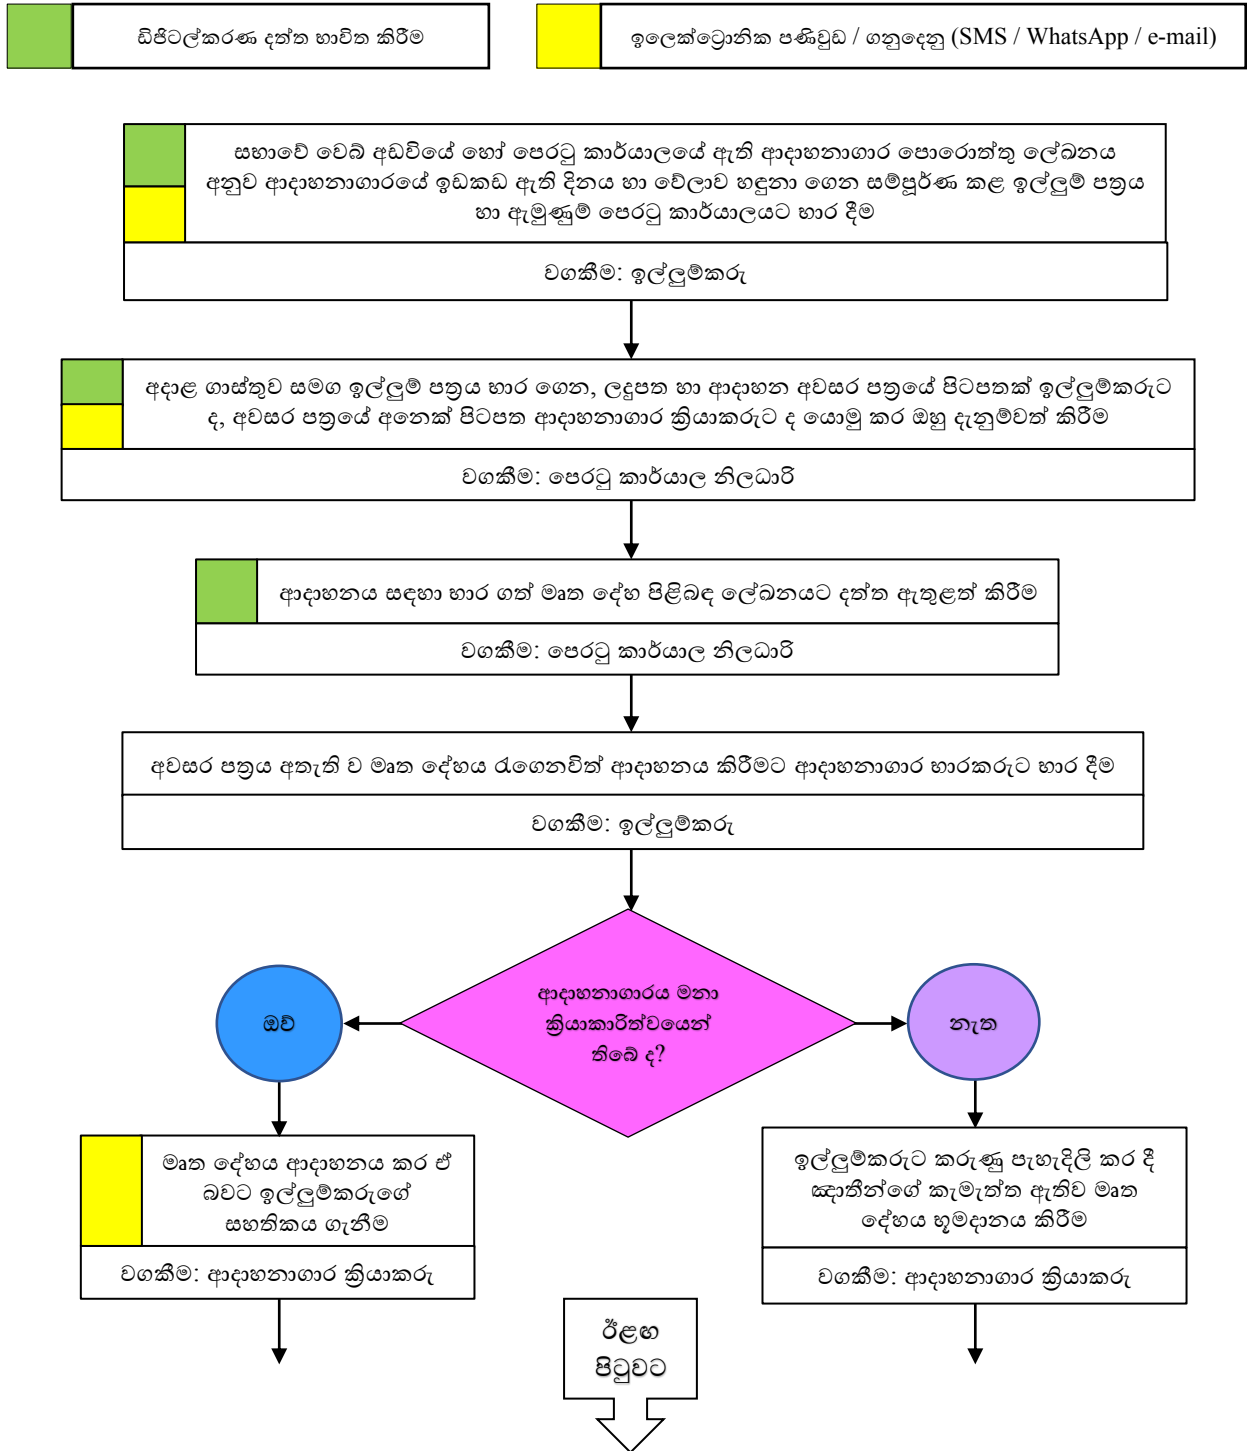 ඩිජිටල්කරණ දත්ත භාවිත කිරීම
ඉලෙක්ට්‍රොනික පණිවුඩ / ගනුදෙනු (SMS / WhatsApp / e-mail)
සභාවේ වෙබ් අඩවියේ හෝ පෙරටු කාර්යාලයේ ඇති ආදාහනාගාර පොරොත්තු ලේඛනය
අනුව ආදාහනාගාරයේ ඉඩකඩ ඇති දිනය හා වේලාව හඳුනා ගෙන සම්පූර්ණ කළ ඉල්ලුම් පත්‍රය
හා ඇමුණුම් පෙරටු කාර්යාලයට භාර දීම
වගකීම: ඉල්ලුම්කරු
අදාළ ගාස්තුව සමග ඉල්ලුම් පත්‍රය භාර ගෙන, ලදුපත හා ආදාහන අවසර පත්‍රයේ පිටපතක් ඉල්ලුම්කරුට
ද, අවසර පත්‍රයේ අනෙක් පිටපත ආදාහනාගාර ක්‍රියාකරුට ද යොමු කර ඔහු දැනුම්වත් කිරීම
වගකීම: පෙරටු කාර්යාල නිලධාරි
ආදාහනය සඳහා භාර ගත් මෘත දේහ පිළිබඳ ලේඛනයට දත්ත ඇතුළත් කිරීම
වගකීම: පෙරටු කාර්යාල නිලධාරි
අවසර පත්‍රය අතැති ව මෘත දේහය රැගෙනවිත් ආදාහනය කිරීමට ආදාහනාගාර භාරකරුට භාර දීම
වගකීම: ඉල්ලුම්කරු
ආදාහනාගාරය මනා
ක්‍රියාකාරිත්වයෙන්
තිබේ ද?
ඔව්
නැත
මෘත දේහය ආදාහනය කර ඒ
බවට ඉල්ලුම්කරුගේ
සහතිකය ගැනීම
වගකීම: ආදාහනාගාර ක්‍රියාකරු
ඉල්ලුම්කරුට කරුණු පැහැදිලි කර දී
ඤාතීන්ගේ කැමැත්ත ඇතිව මෘත
දේහය භූමදානය කිරීම
වගකීම: ආදාහනාගාර ක්‍රියාකරු
ඊළඟ
පිටුවට